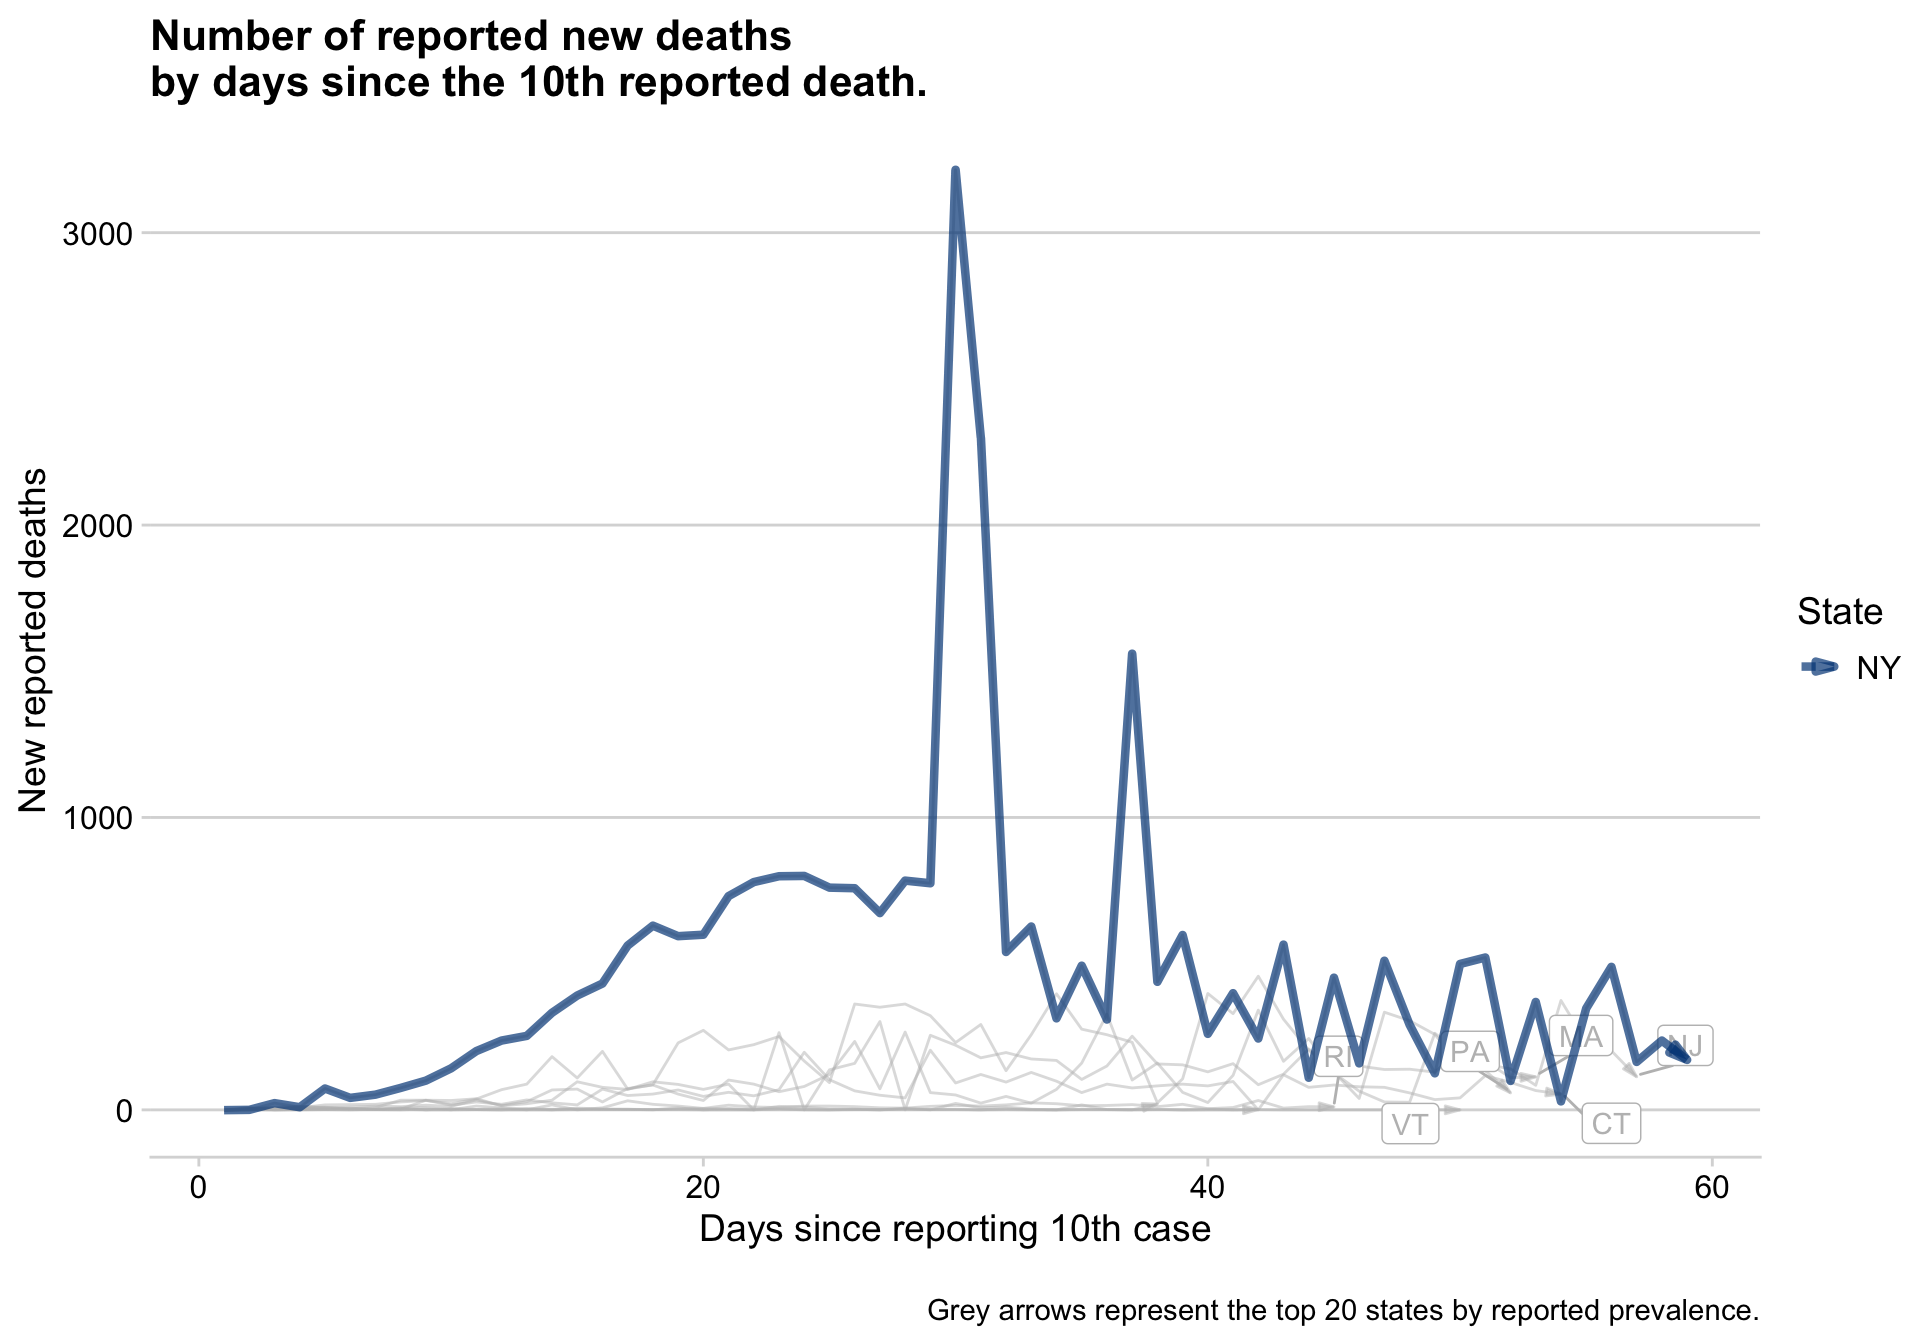 Number of reported new deaths
by days since the 10th reported death.
New reported deaths
3000
2000
1000
0
RI
PA
MA
NJ
VT
CT
0
20
40
60
Days since reporting 10th case
State
NY
Grey arrows represent the top 20 states by reported prevalence.